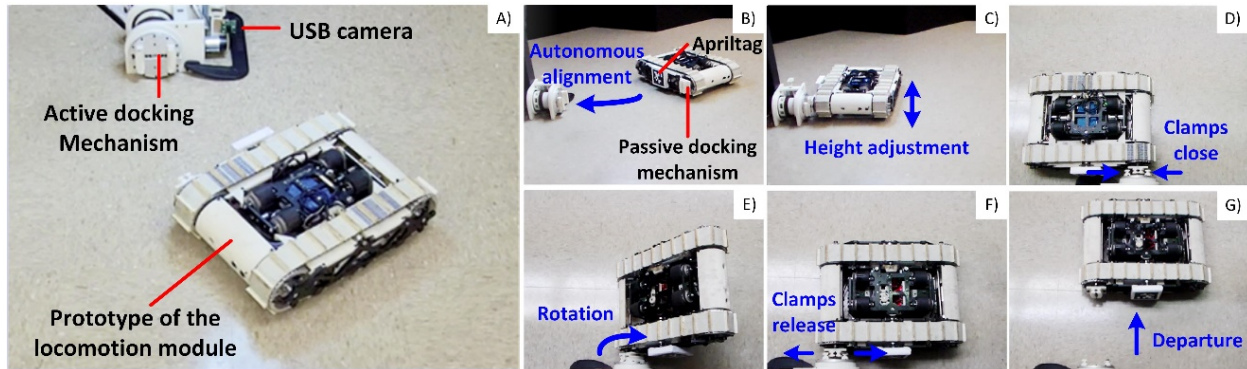 A)
USB camera
Active docking
Mechanism
Prototype of the
locomotion module
B)
Apriltag
Autonomous
alignment
Passive docking
mechanism
C)
Height adjustment
D)
Clamps
close
E)
Rotation
F)
Clamps
release
G)
Departure